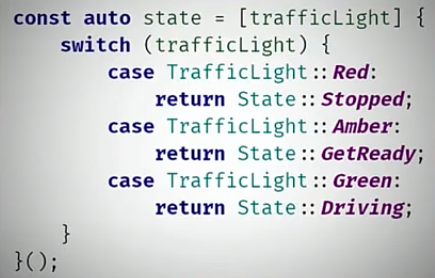 const auto state = [trafficLight] {
    switch (trafficLight) {
        case TrafficLight::Red:
            return State::Stopped;
        case TrafficLight::Amber:
            return State::GetReady;
        case TrafficLight::Green:
            return State::Driving;
    }
}();